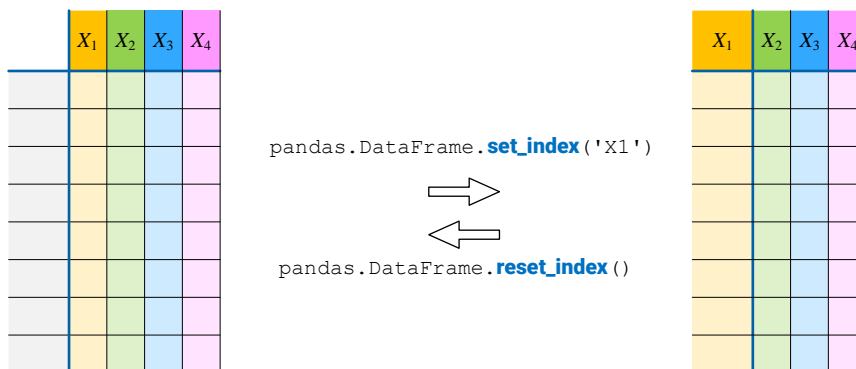 X1 X2 X3 X4
X1 X2 X3 X4
pandas.DataFrame.set_index('X1')
pandas.DataFrame.reset_index()